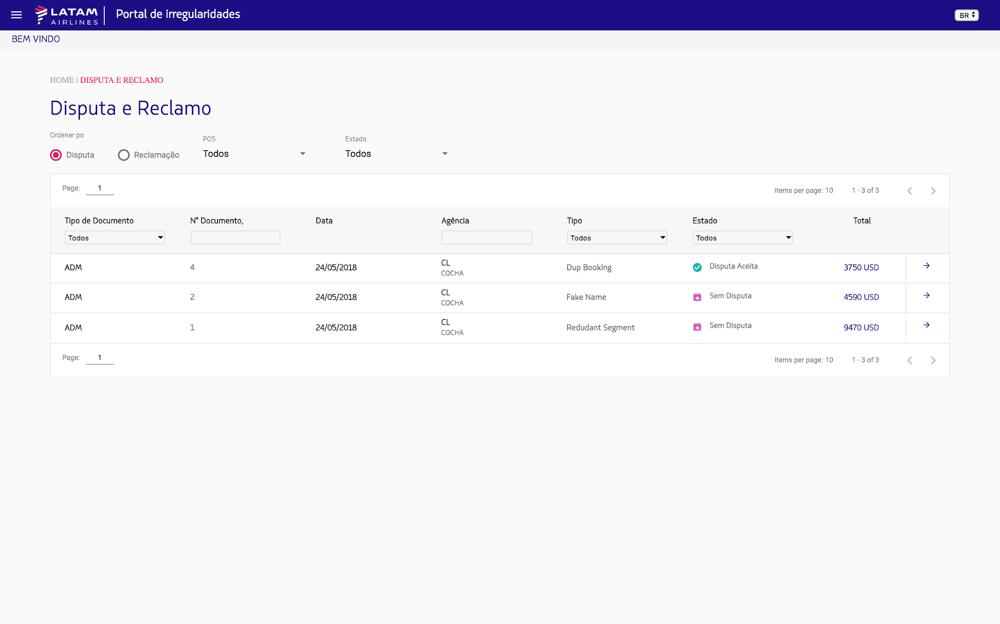 LATAM
AIRLINES
Portal de irregularidades
BR
BEM VINDO
HOME | DISPUTA E RECLAMO
Disputa e Reclamo
Ordenar po
POS
Estado
Disputa
Reclamação
Todos
Todos
Page: 1
Items per page: 10
1 - 3 of 3
Tipo de Documento
N° Documento,
Data
Agência
Tipo
Estado
Total
Todos
Todos
Todos
ADM 4 24/05/2018 CL COCHA Dup Booking Disputa Aceita 3750 USD
ADM 2 24/05/2018 CL COCHA Fake Name Sem Disputa 4590 USD
ADM 1 24/05/2018 CL COCHA Redudant Segment Sem Disputa 9470 USD
Page: 1
Items per page: 10
1 - 3 of 3